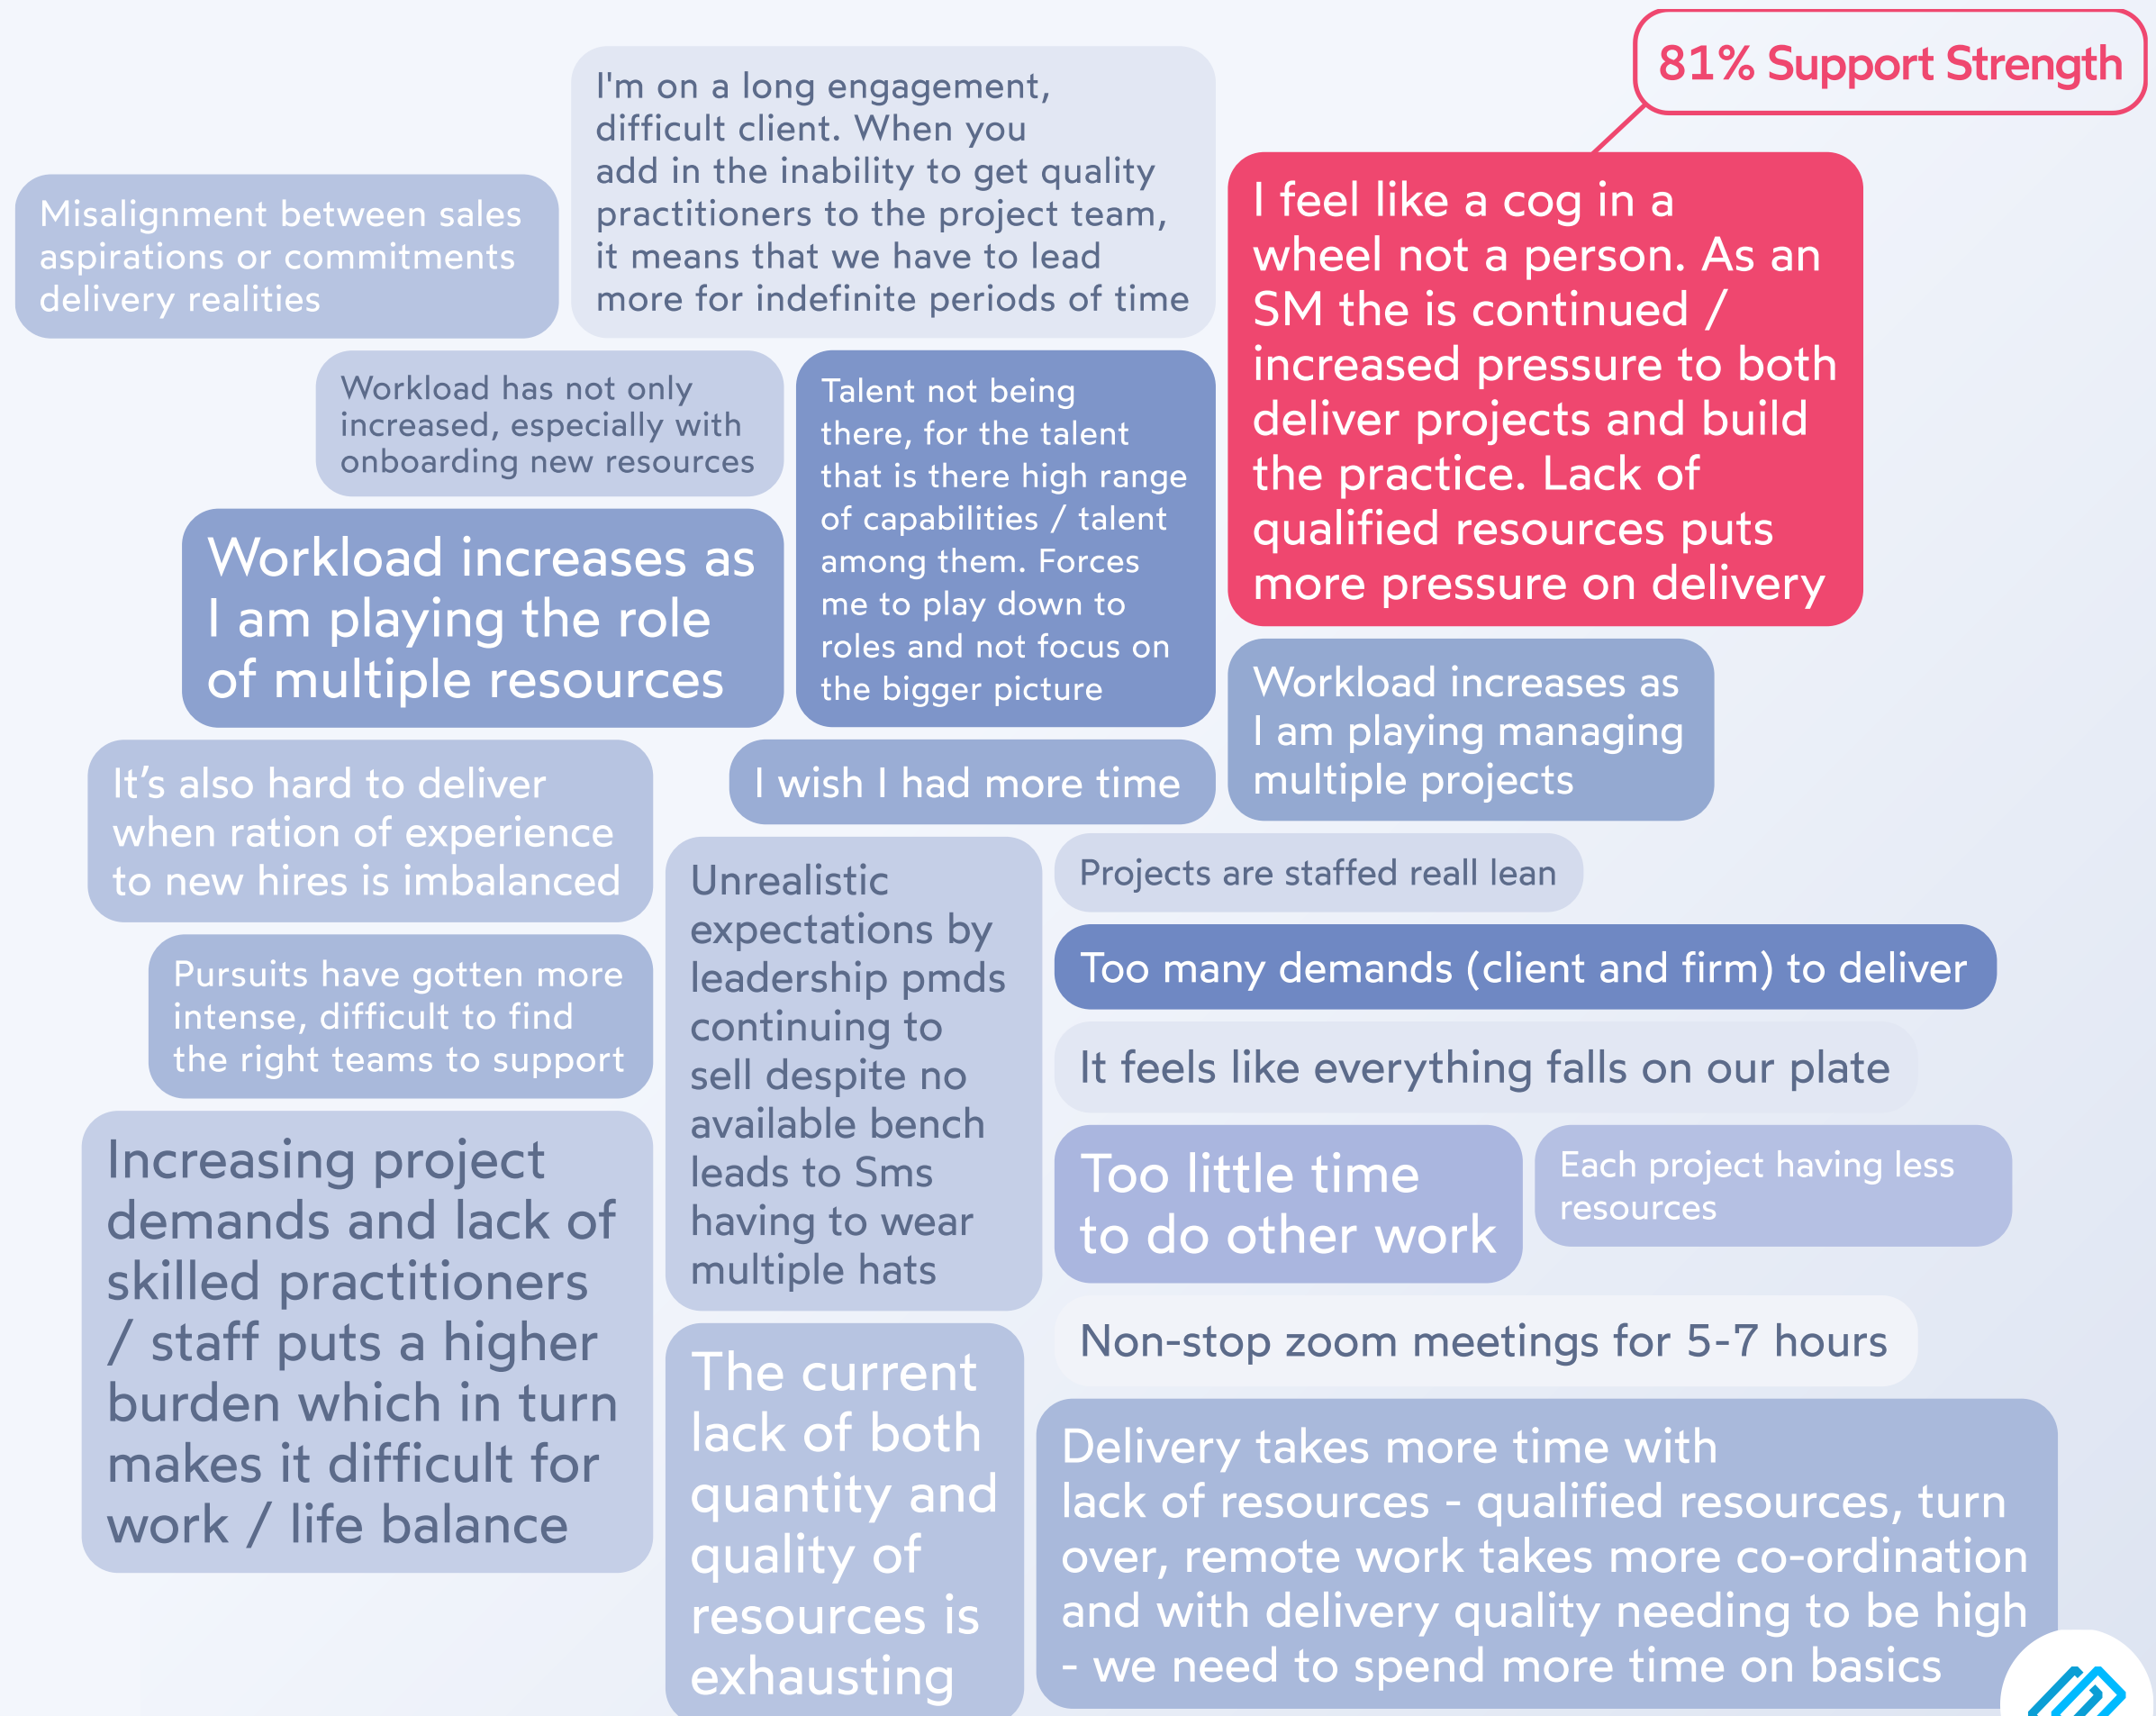 81% Support Strength
I'm on a long engagement,
difficult client. When you
add in the inability to get quality
practitioners to the project team,
it means that we have to lead
more for indefinite periods of time
Misalignment between sales
aspirations or commitments
delivery realities
I feel like a cog in a
wheel not a person. As an
SM the is continued /
increased pressure to both
deliver projects and build
the practice. Lack of
qualified resources puts
more pressure on delivery
Workload has not only
increased, especially with
onboarding new resources
Talent not being
there, for the talent
that is there high range
of capabilities / talent
among them. Forces
me to play down to
roles and not focus on
the bigger picture
Workload increases as
I am playing the role
of multiple resources
Workload increases as
I am playing managing
multiple projects
It’s also hard to deliver
when ration of experience
to new hires is imbalanced
I wish I had more time
Projects are staffed reall lean
Unrealistic
expectations by
leadership pmds
continuing to
sell despite no
available bench
leads to Sms
having to wear
multiple hats
Too many demands (client and firm) to deliver
Pursuits have gotten more
intense, difficult to find
the right teams to support
It feels like everything falls on our plate
Increasing project
demands and lack of
skilled practitioners
/ staff puts a higher
burden which in turn
makes it difficult for
work / life balance
Too little time
to do other work
Each project having less
resources
Non-stop zoom meetings for 5-7 hours
The current
lack of both
quantity and
quality of
resources is
exhausting
Delivery takes more time with
lack of resources - qualified resources, turn
over, remote work takes more co-ordination
and with delivery quality needing to be high
- we need to spend more time on basics